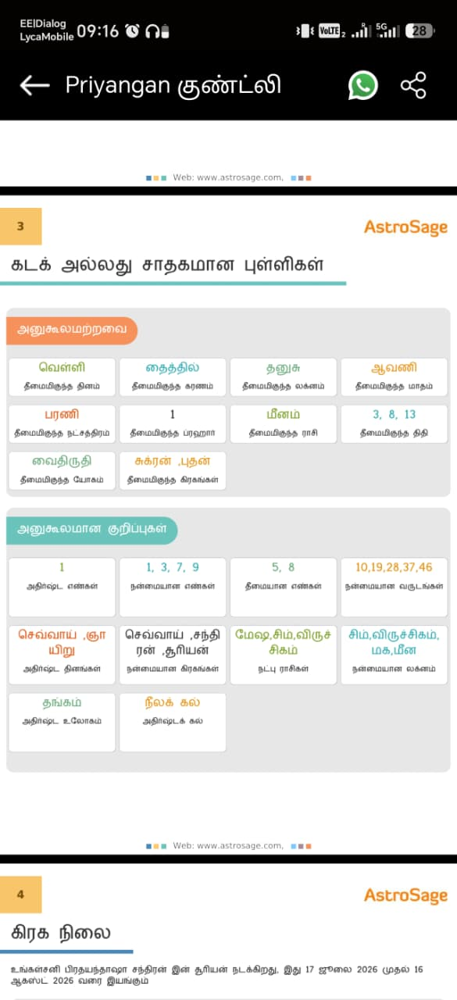 EE|Dialog
LycaMobile 09:16 VoLTE 2 R 5G 28
Priyangan குண்ட்லி
Web: www.astrosage.com,
3
AstroSage
கடக் அல்லது சாதகமான புள்ளிகள்
அனுகூலமற்றவை
வெள்ளி தைத்தில் தனுசு ஆவணி
தீமைமிகுந்த தினம் தீமைமிகுந்த கரணம் தீமைமிகுந்த லக்னம் தீமைமிகுந்த மாதம்
பரணி 1 மீனம் 3, 8, 13
தீமைமிகுந்த நட்சத்திரம் தீமைமிகுந்த ப்ரஹார் தீமைமிகுந்த ராசி தீமைமிகுந்த திதி
வைதிருதி சுக்ரன் ,புதன்
தீமைமிகுந்த யோகம் தீமைமிகுந்த கிரகங்கள்
அனுகூலமான குறிப்புகள்
1 1, 3, 7, 9 5, 8 10,19,28,37,46
அதிர்ஷ்ட எண்கள் நன்மையான எண்கள் தீமையான எண்கள் நன்மையான வருடங்கள்
செவ்வாய் ,ஞா செவ்வாய் ,சந்தி மேஷ,சிம்,விருச் சிம்,விருச்சிகம்,
யிறு ரன் ,சூரியன் சிகம் மக,மீன
அதிர்ஷ்ட தினங்கள் நன்மையான கிரகங்கள் நட்பு ராசிகள் நன்மையான லக்னம்
தங்கம் நீலக் கல்
அதிர்ஷ்ட உலோகம் அதிர்ஷ்டக் கல்
Web: www.astrosage.com,
4
AstroSage
கிரக நிலை
உங்கள்சனி பிரதயந்தாஷா சந்திரன் இன் சூரியன் நடக்கிறது, இது 17 ஜூலை 2026 முதல் 16
ஆகஸ்ட் 2026 வரை இயங்கும்